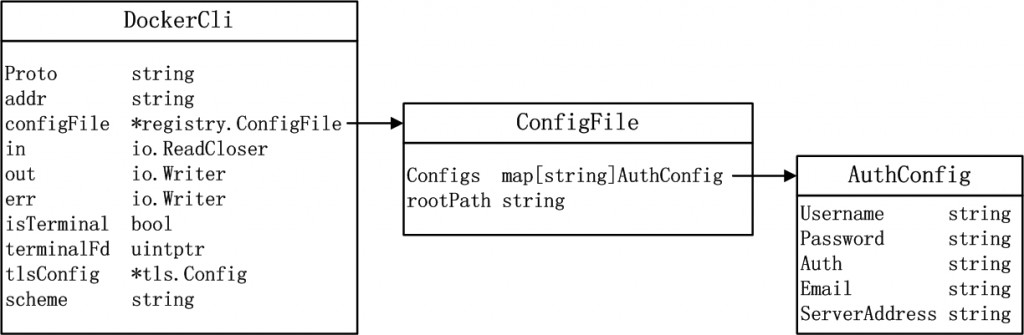 DockerCli
Proto string
addr string
configFile *registry.ConfigFile
in io.ReadCloser
out io.Writer
err io.Writer
isTerminal bool
terminalFd uintptr
tlsConfig *tls.Config
scheme string
ConfigFile
Configs map[string]AuthConfig
rootPath string
AuthConfig
Username string
Password string
Auth string
Email string
ServerAddress string